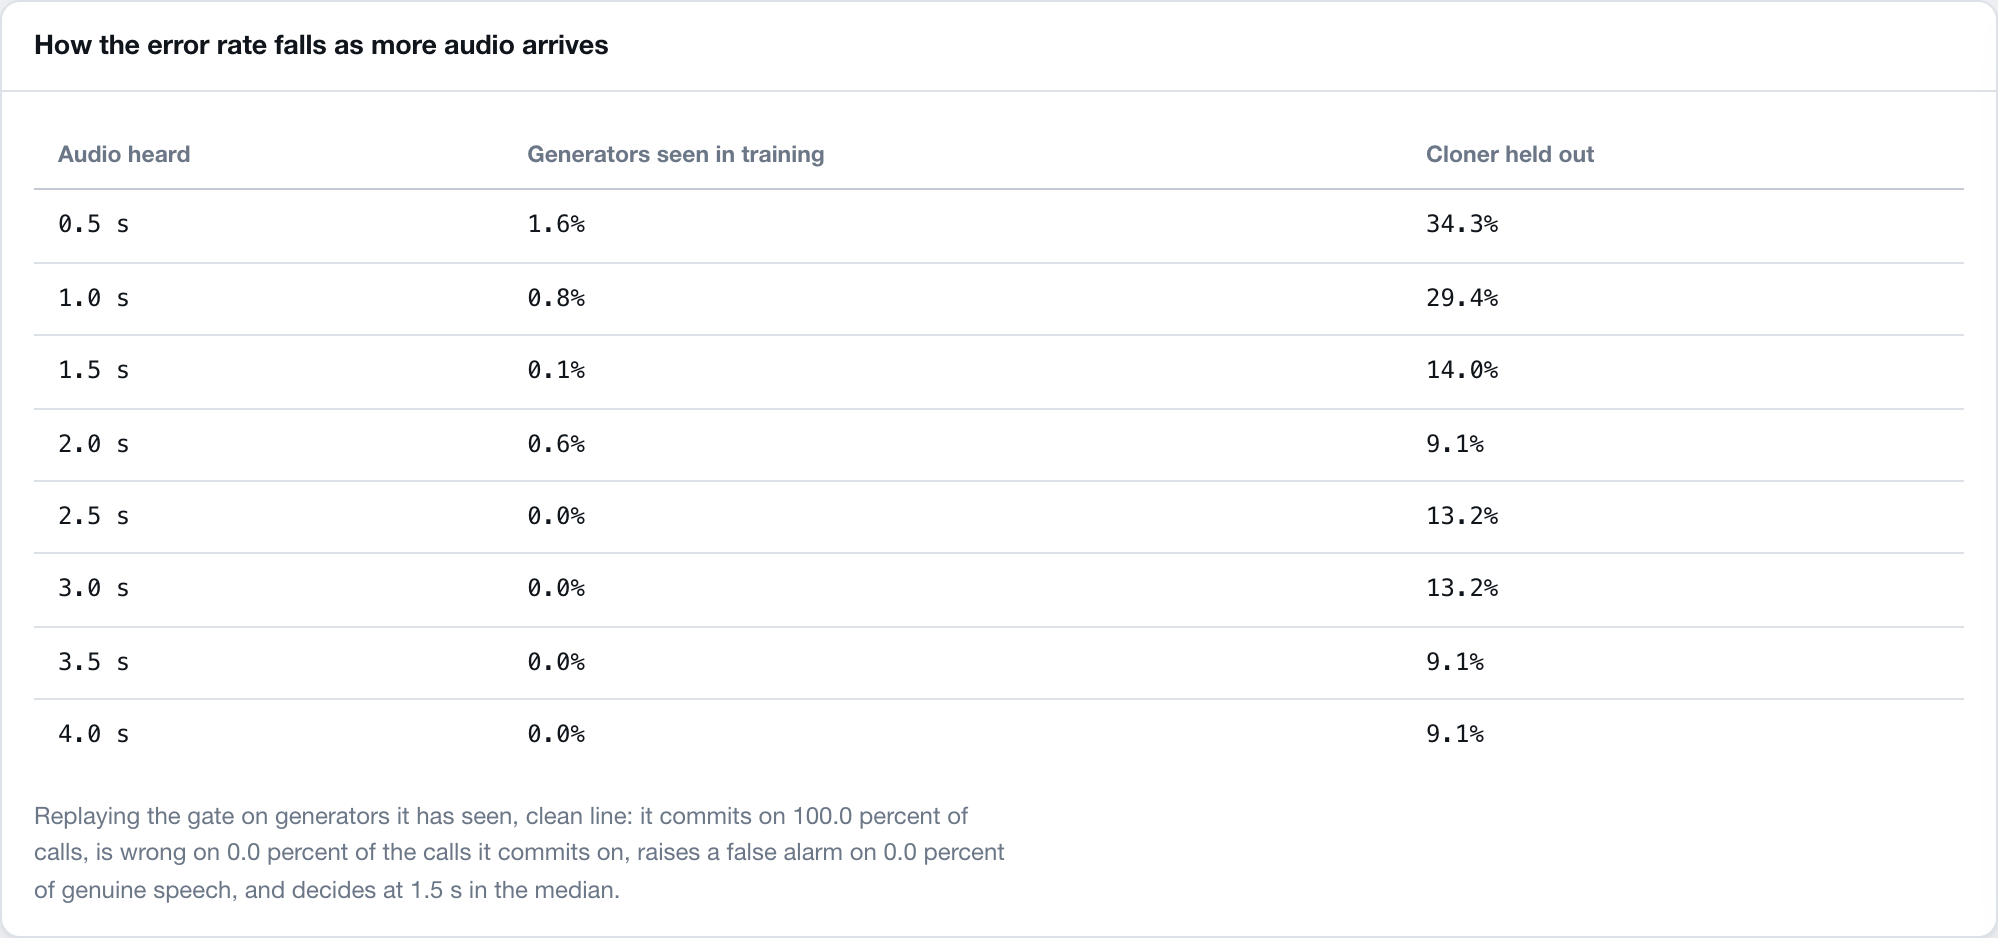 How the error rate falls as more audio arrives
Audio heard Generators seen in training Cloner held out
0.5 s 1.6% 34.3%
1.0 s 0.8% 29.4%
1.5 s 0.1% 14.0%
2.0 s 0.6% 9.1%
2.5 s 0.0% 13.2%
3.0 s 0.0% 13.2%
3.5 s 0.0% 9.1%
4.0 s 0.0% 9.1%
Replaying the gate on generators it has seen, clean line: it commits on 100.0 percent of
calls, is wrong on 0.0 percent of the calls it commits on, raises a false alarm on 0.0 percent
of genuine speech, and decides at 1.5 s in the median.